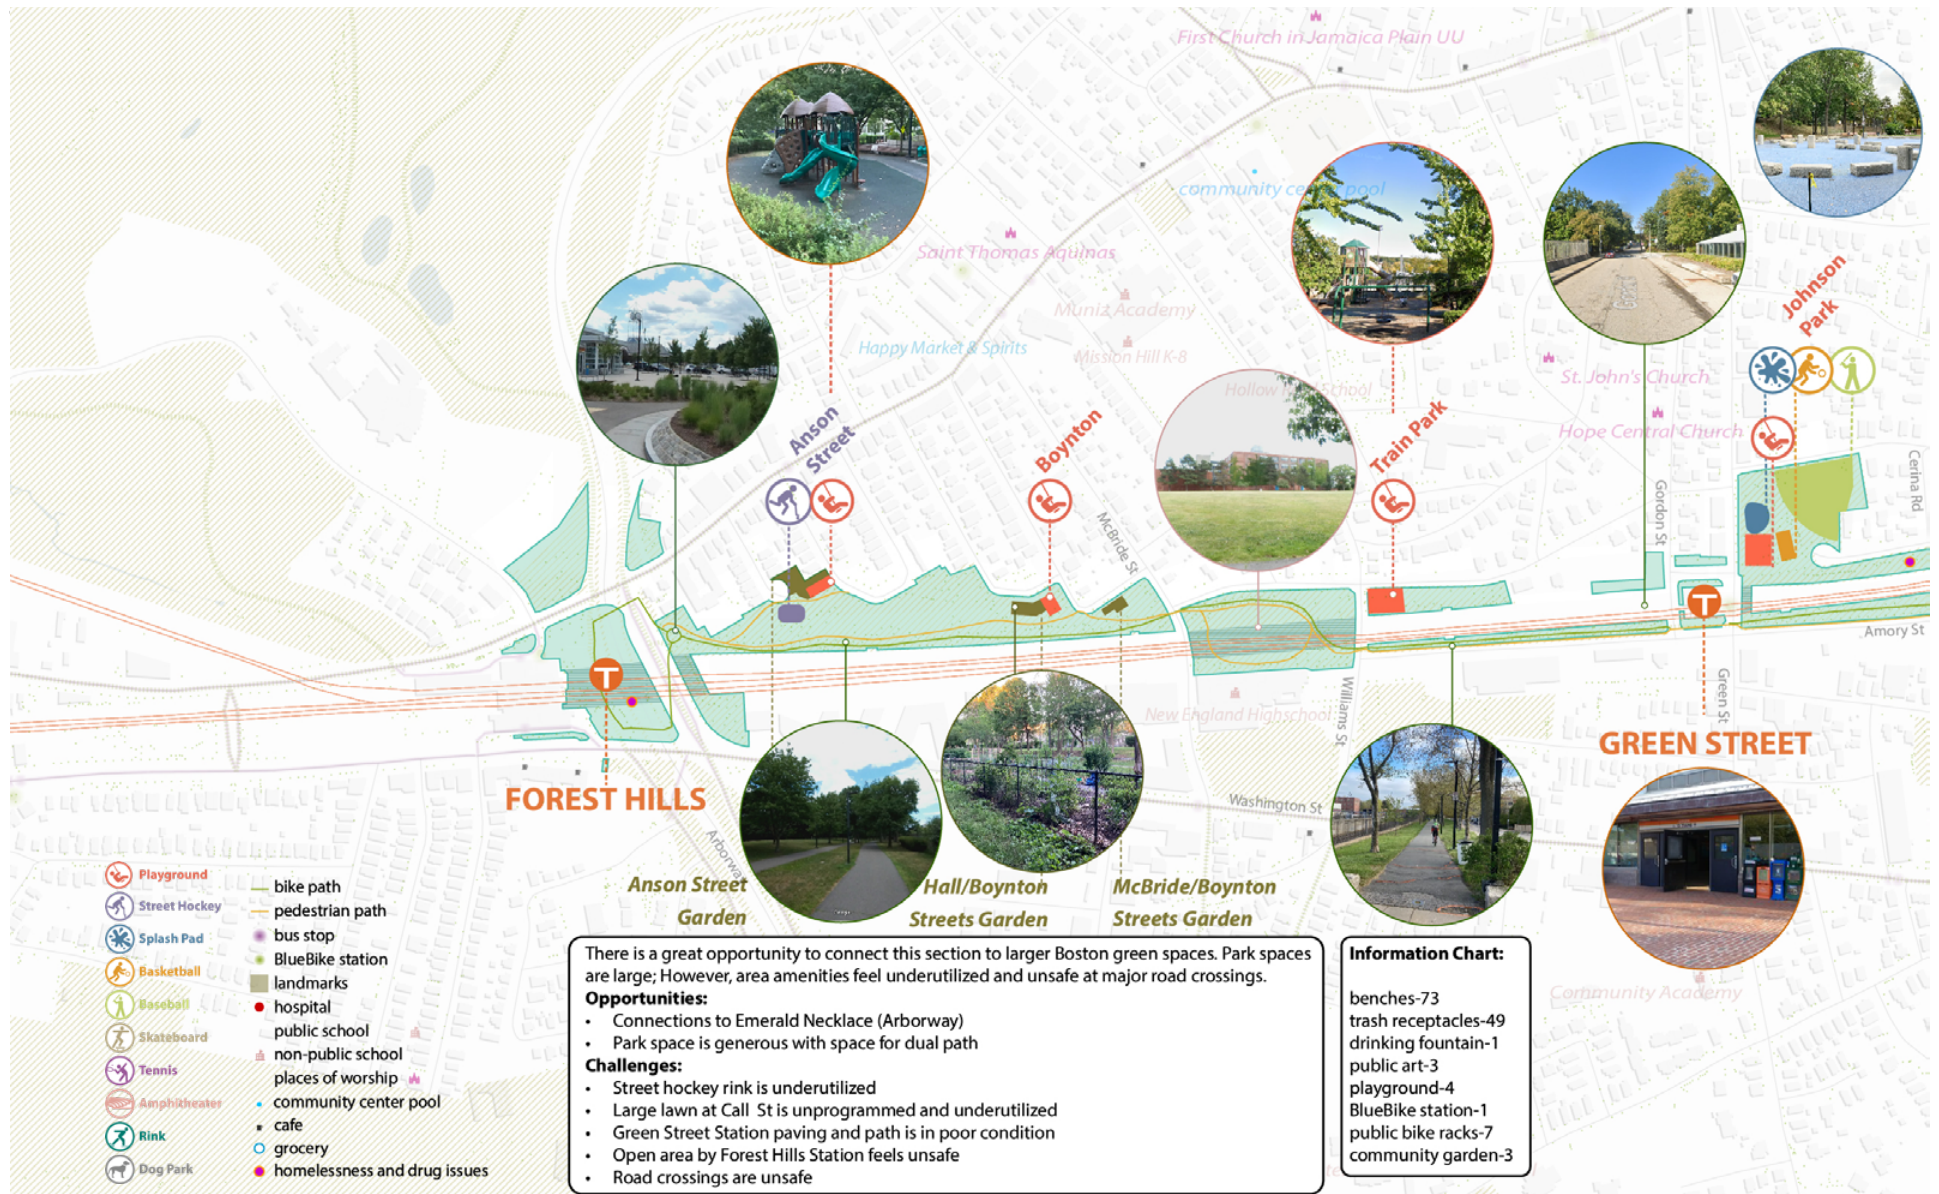 First Church in Jamaica Plain UU
community center pool
Saint Thomas Aquinas
Muniz Academy
Happy Market & Spirits
Mission Hill K-8
St. John's Church
Hope Central Church
Johnson
Park
Anson
Street
Boynton
Train Park
McBride St
Gordon St
Cerina Rd
T
T
Amory St
Green St
Williams St
New England Highschool
Washington St
GREEN STREET
FOREST HILLS
Anson Street
Garden
Hall/Boynton
Streets Garden
McBride/Boynton
Streets Garden
Community Academy
Playground
Street Hockey
Splash Pad
Basketball
Baseball
Skateboard
Tennis
Amphitheater
Rink
Dog Park
bike path
pedestrian path
bus stop
BlueBike station
landmarks
hospital
public school
non-public school
places of worship
community center pool
cafe
grocery
homelessness and drug issues
There is a great opportunity to connect this section to larger Boston green spaces. Park spaces
are large; However, area amenities feel underutilized and unsafe at major road crossings.
Opportunities:
• Connections to Emerald Necklace (Arborway)
• Park space is generous with space for dual path
Challenges:
• Street hockey rink is underutilized
• Large lawn at Call St is unprogrammed and underutilized
• Green Street Station paving and path is in poor condition
• Open area by Forest Hills Station feels unsafe
• Road crossings are unsafe
Information Chart:
benches-73
trash receptacles-49
drinking fountain-1
public art-3
playground-4
BlueBike station-1
public bike racks-7
community garden-3